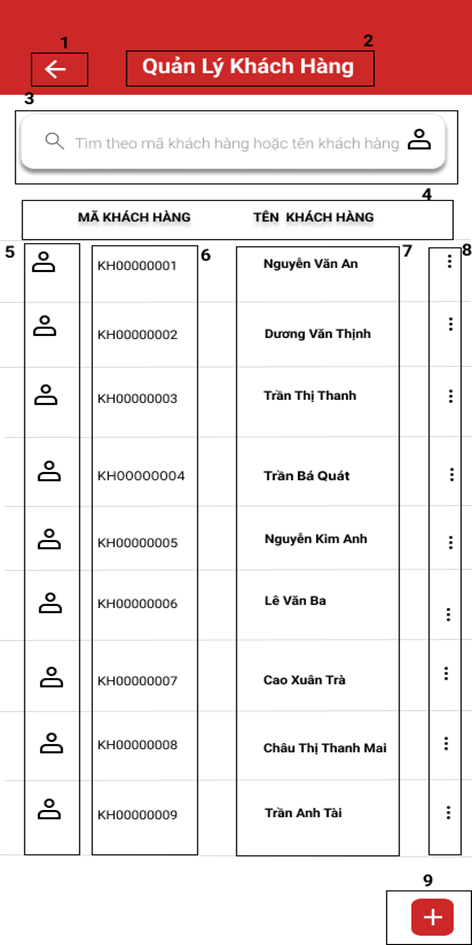 1
2
Quản Lý Khách Hàng
3
Tìm theo mã khách hàng hoặc tên khách hàng
4
MÃ KHÁCH HÀNG TÊN KHÁCH HÀNG
5 6 7 8
KH00000001 Nguyễn Văn An
KH00000002 Dương Văn Thịnh
KH00000003 Trần Thị Thanh
KH00000004 Trần Bá Quát
KH00000005 Nguyễn Kim Anh
KH00000006 Lê Văn Ba
KH00000007 Cao Xuân Trà
KH00000008 Châu Thị Thanh Mai
KH00000009 Trần Anh Tài
9